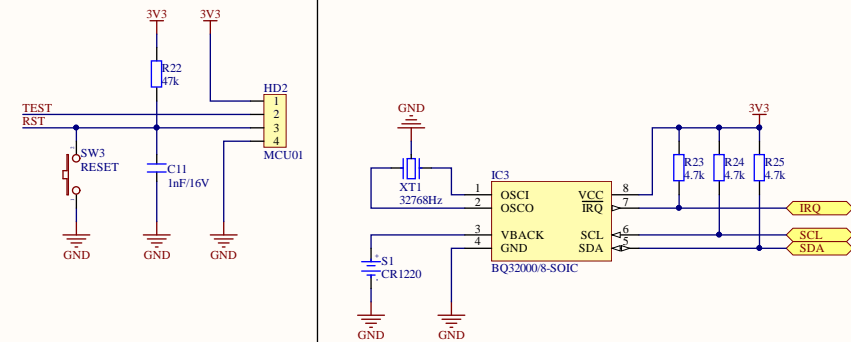 3V3
3V3
R22
47k
HD2
TEST
1
2
RST
3
4
MCU01
SW3
RESET
C11
1nF/16V
GND
GND
GND
GND
XT1
32768Hz
IC3
1
OSCI
VCC
8
2
OSCO
IRQ
7
3
VBACK
SCL
6
4
GND
SDA
5
BQ32000/8-SOIC
S1
CR1220
GND
GND
3V3
R23
4.7k
R24
4.7k
R25
4.7k
IRQ
SCL
SDA